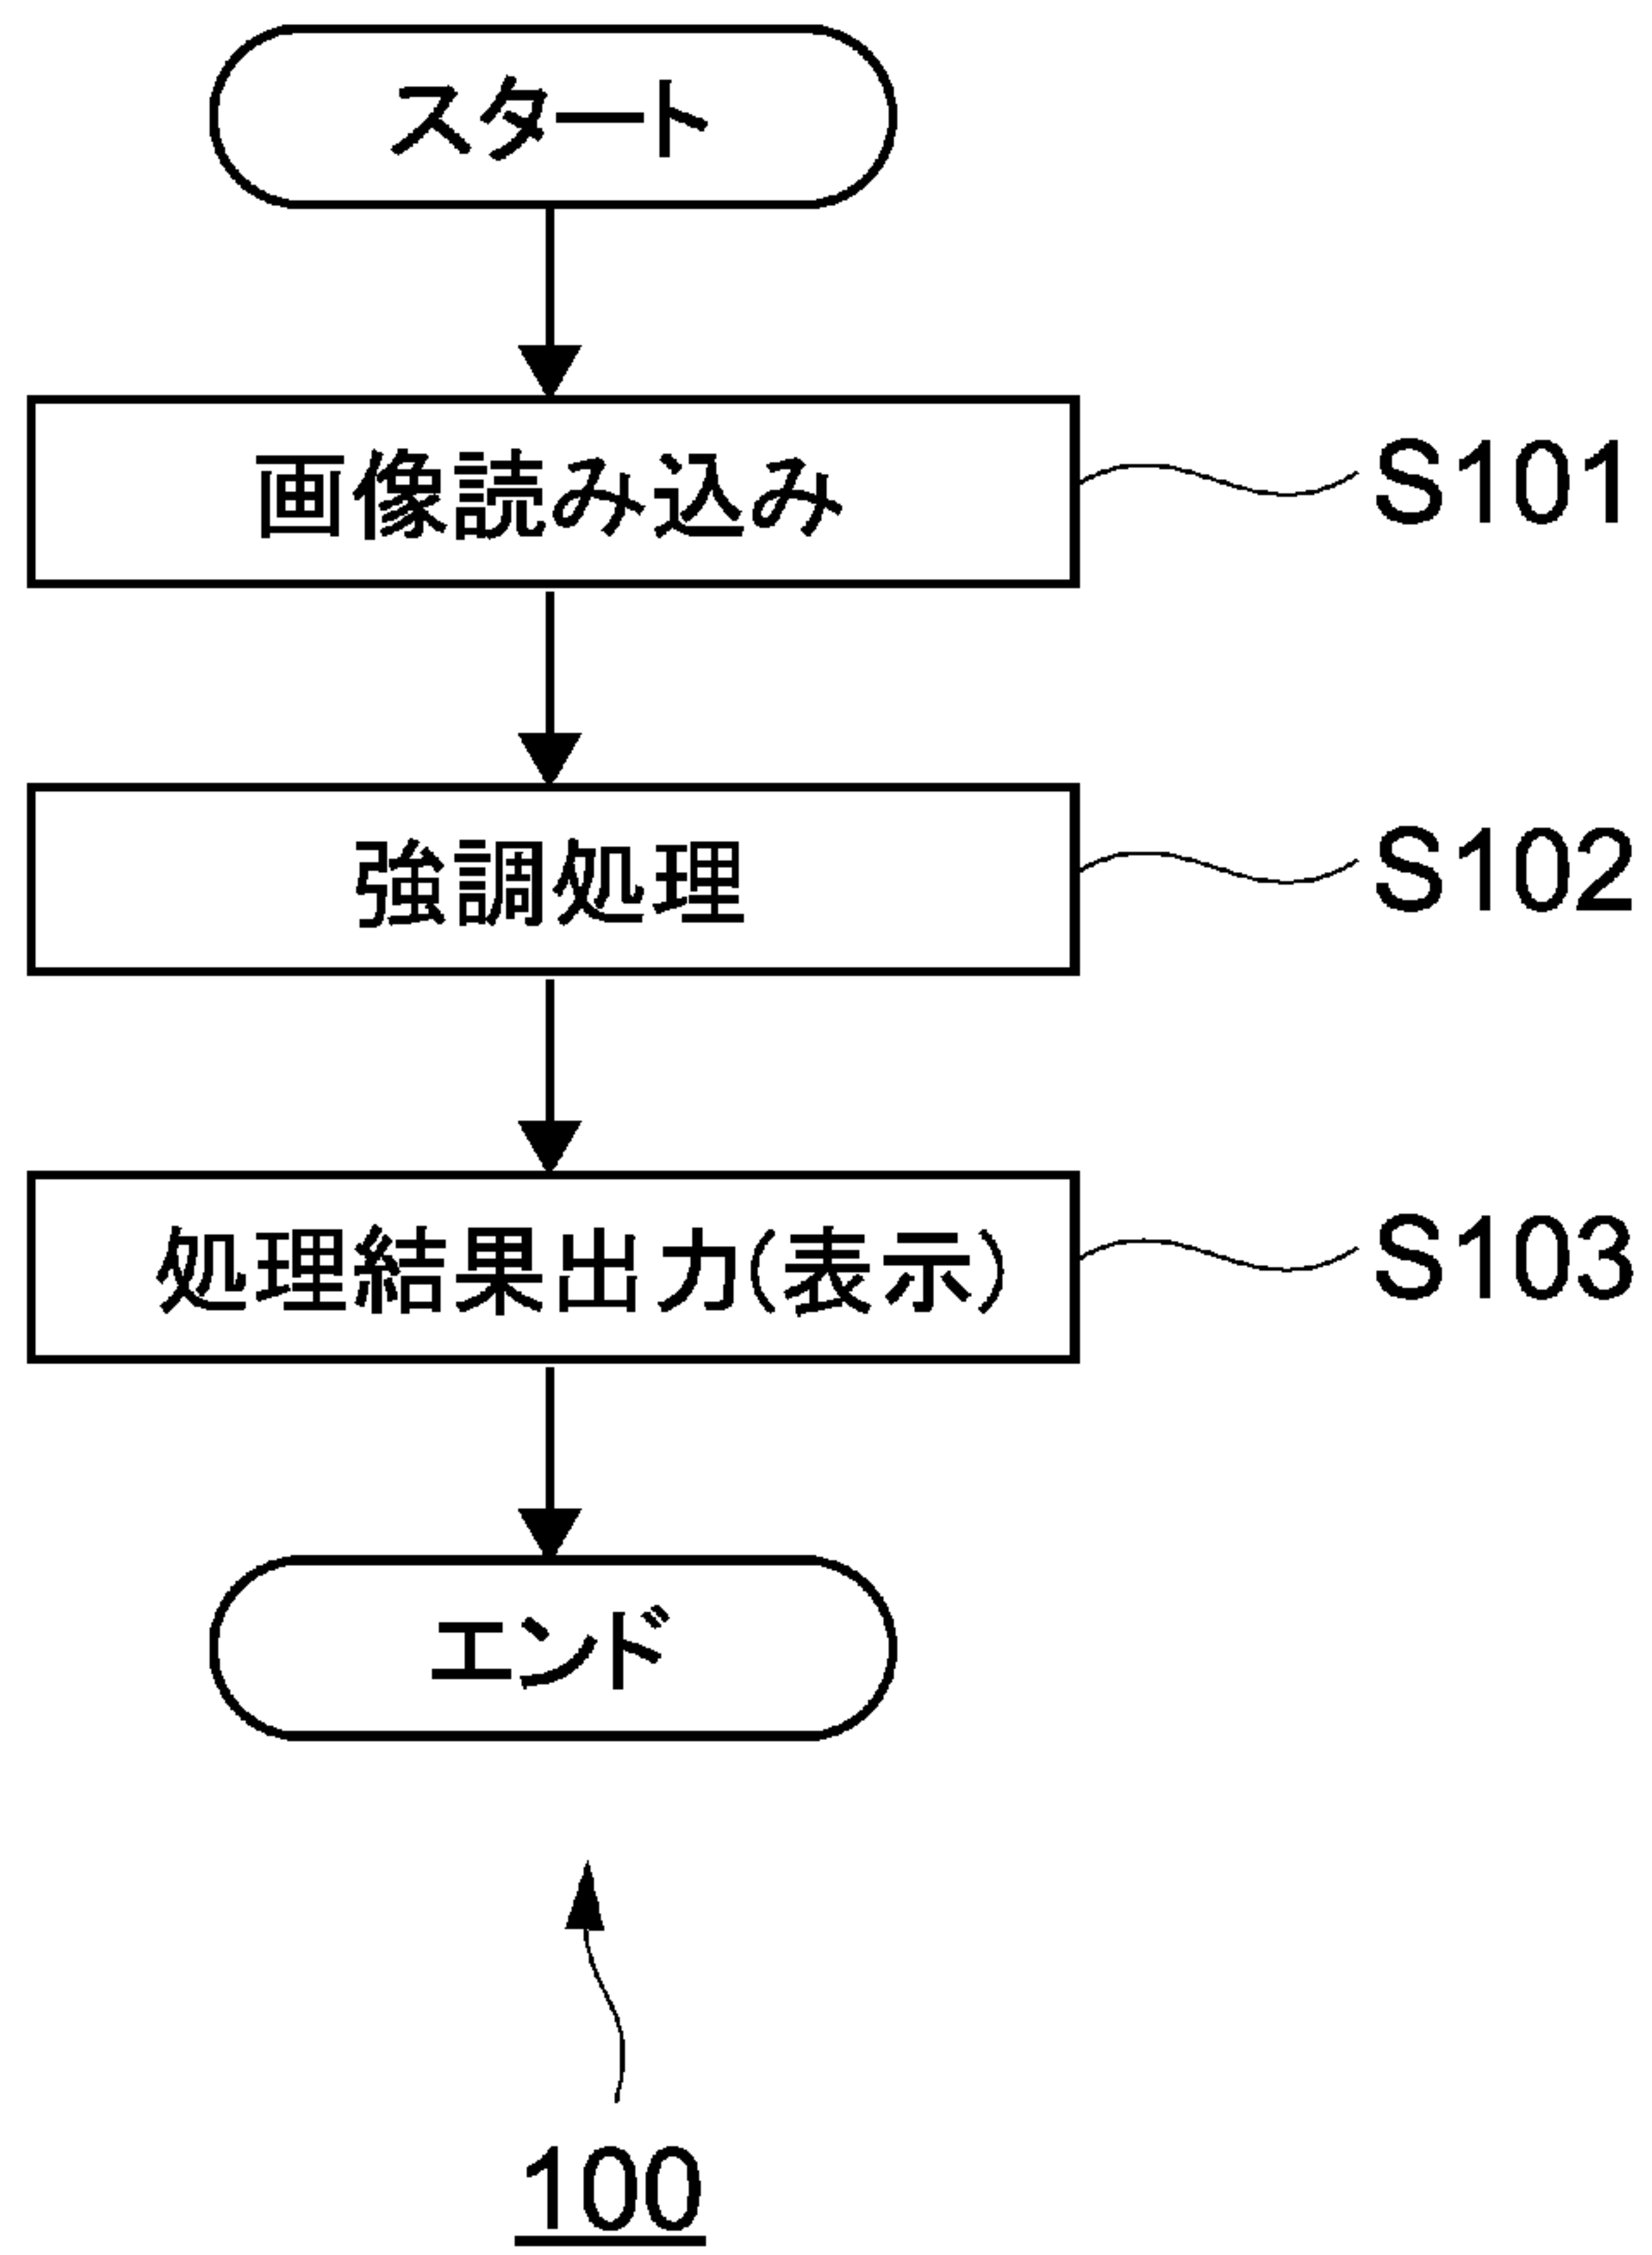 スタート
画像読み込み
S101
強調処理
S102
処理結果出力(表示)
S103
エンド
100